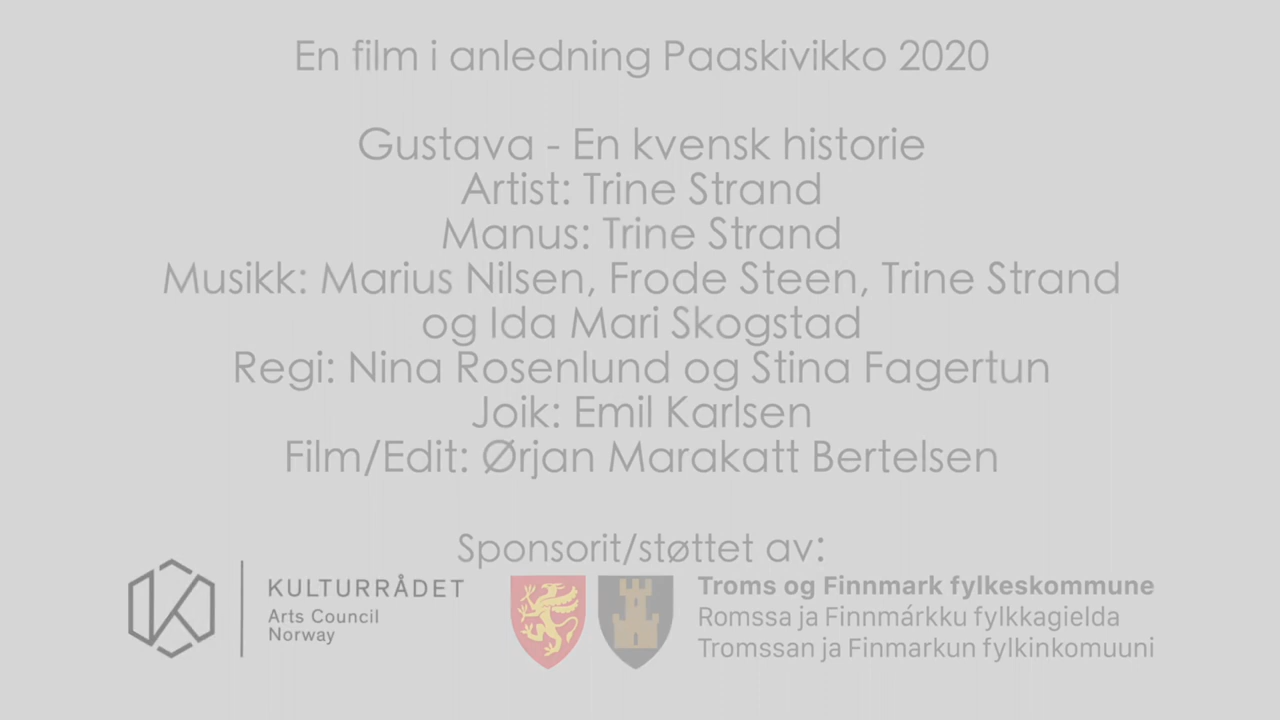 En film i anledning Paaskivikko 2020
Gustava - En kvensk historie
Artist: Trine Strand
Manus: Trine Strand
Musikk: Marius Nilsen, Frode Steen, Trine Strand
og Ida Mari Skogstad
Regi: Nina Rosenlund og Stina Fagertun
Joik: Emil Karlsen
Film/Edit: Ørjan Marakatt Bertelsen
Sponsorit/støttet av:
KULTURRÅDET
Arts Council
Norway
Troms og Finnmark fylkeskommune
Romssa ja Finnmárkku fylkkagielda
Tromssan ja Finmarkun fylkinkomuuni